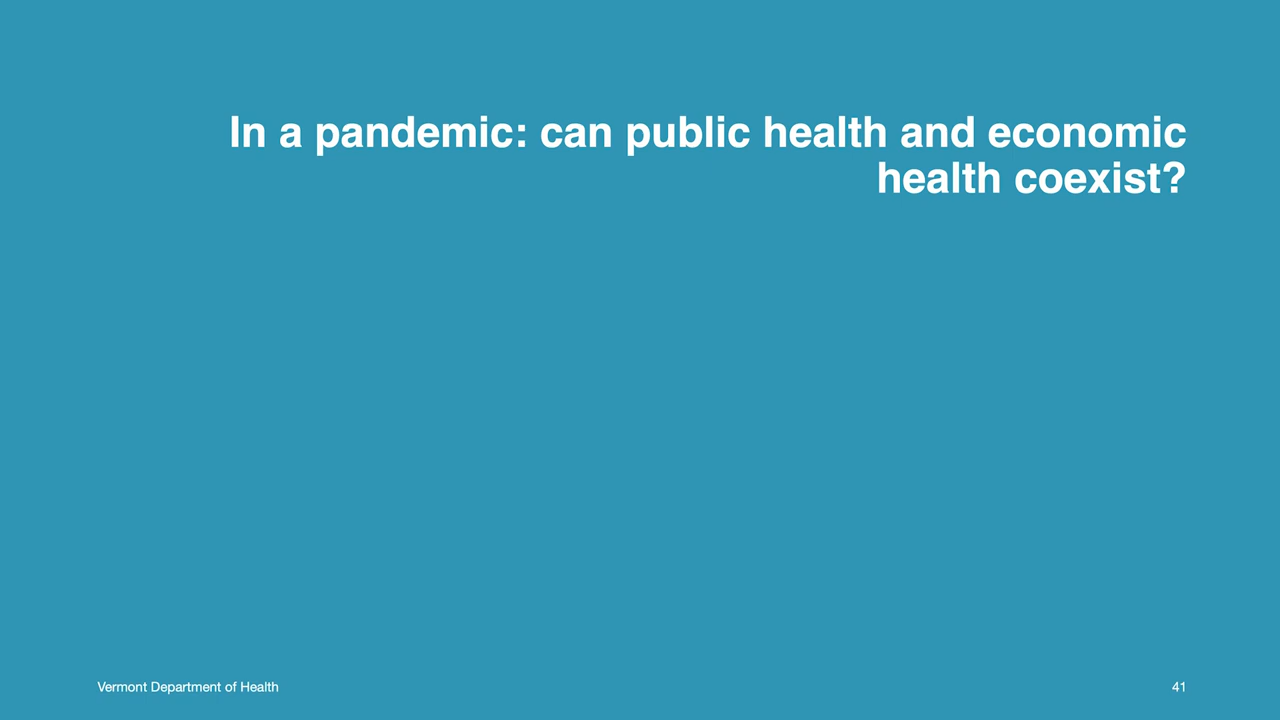 In a pandemic: can public health and economic
health coexist?
Vermont Department of Health
41